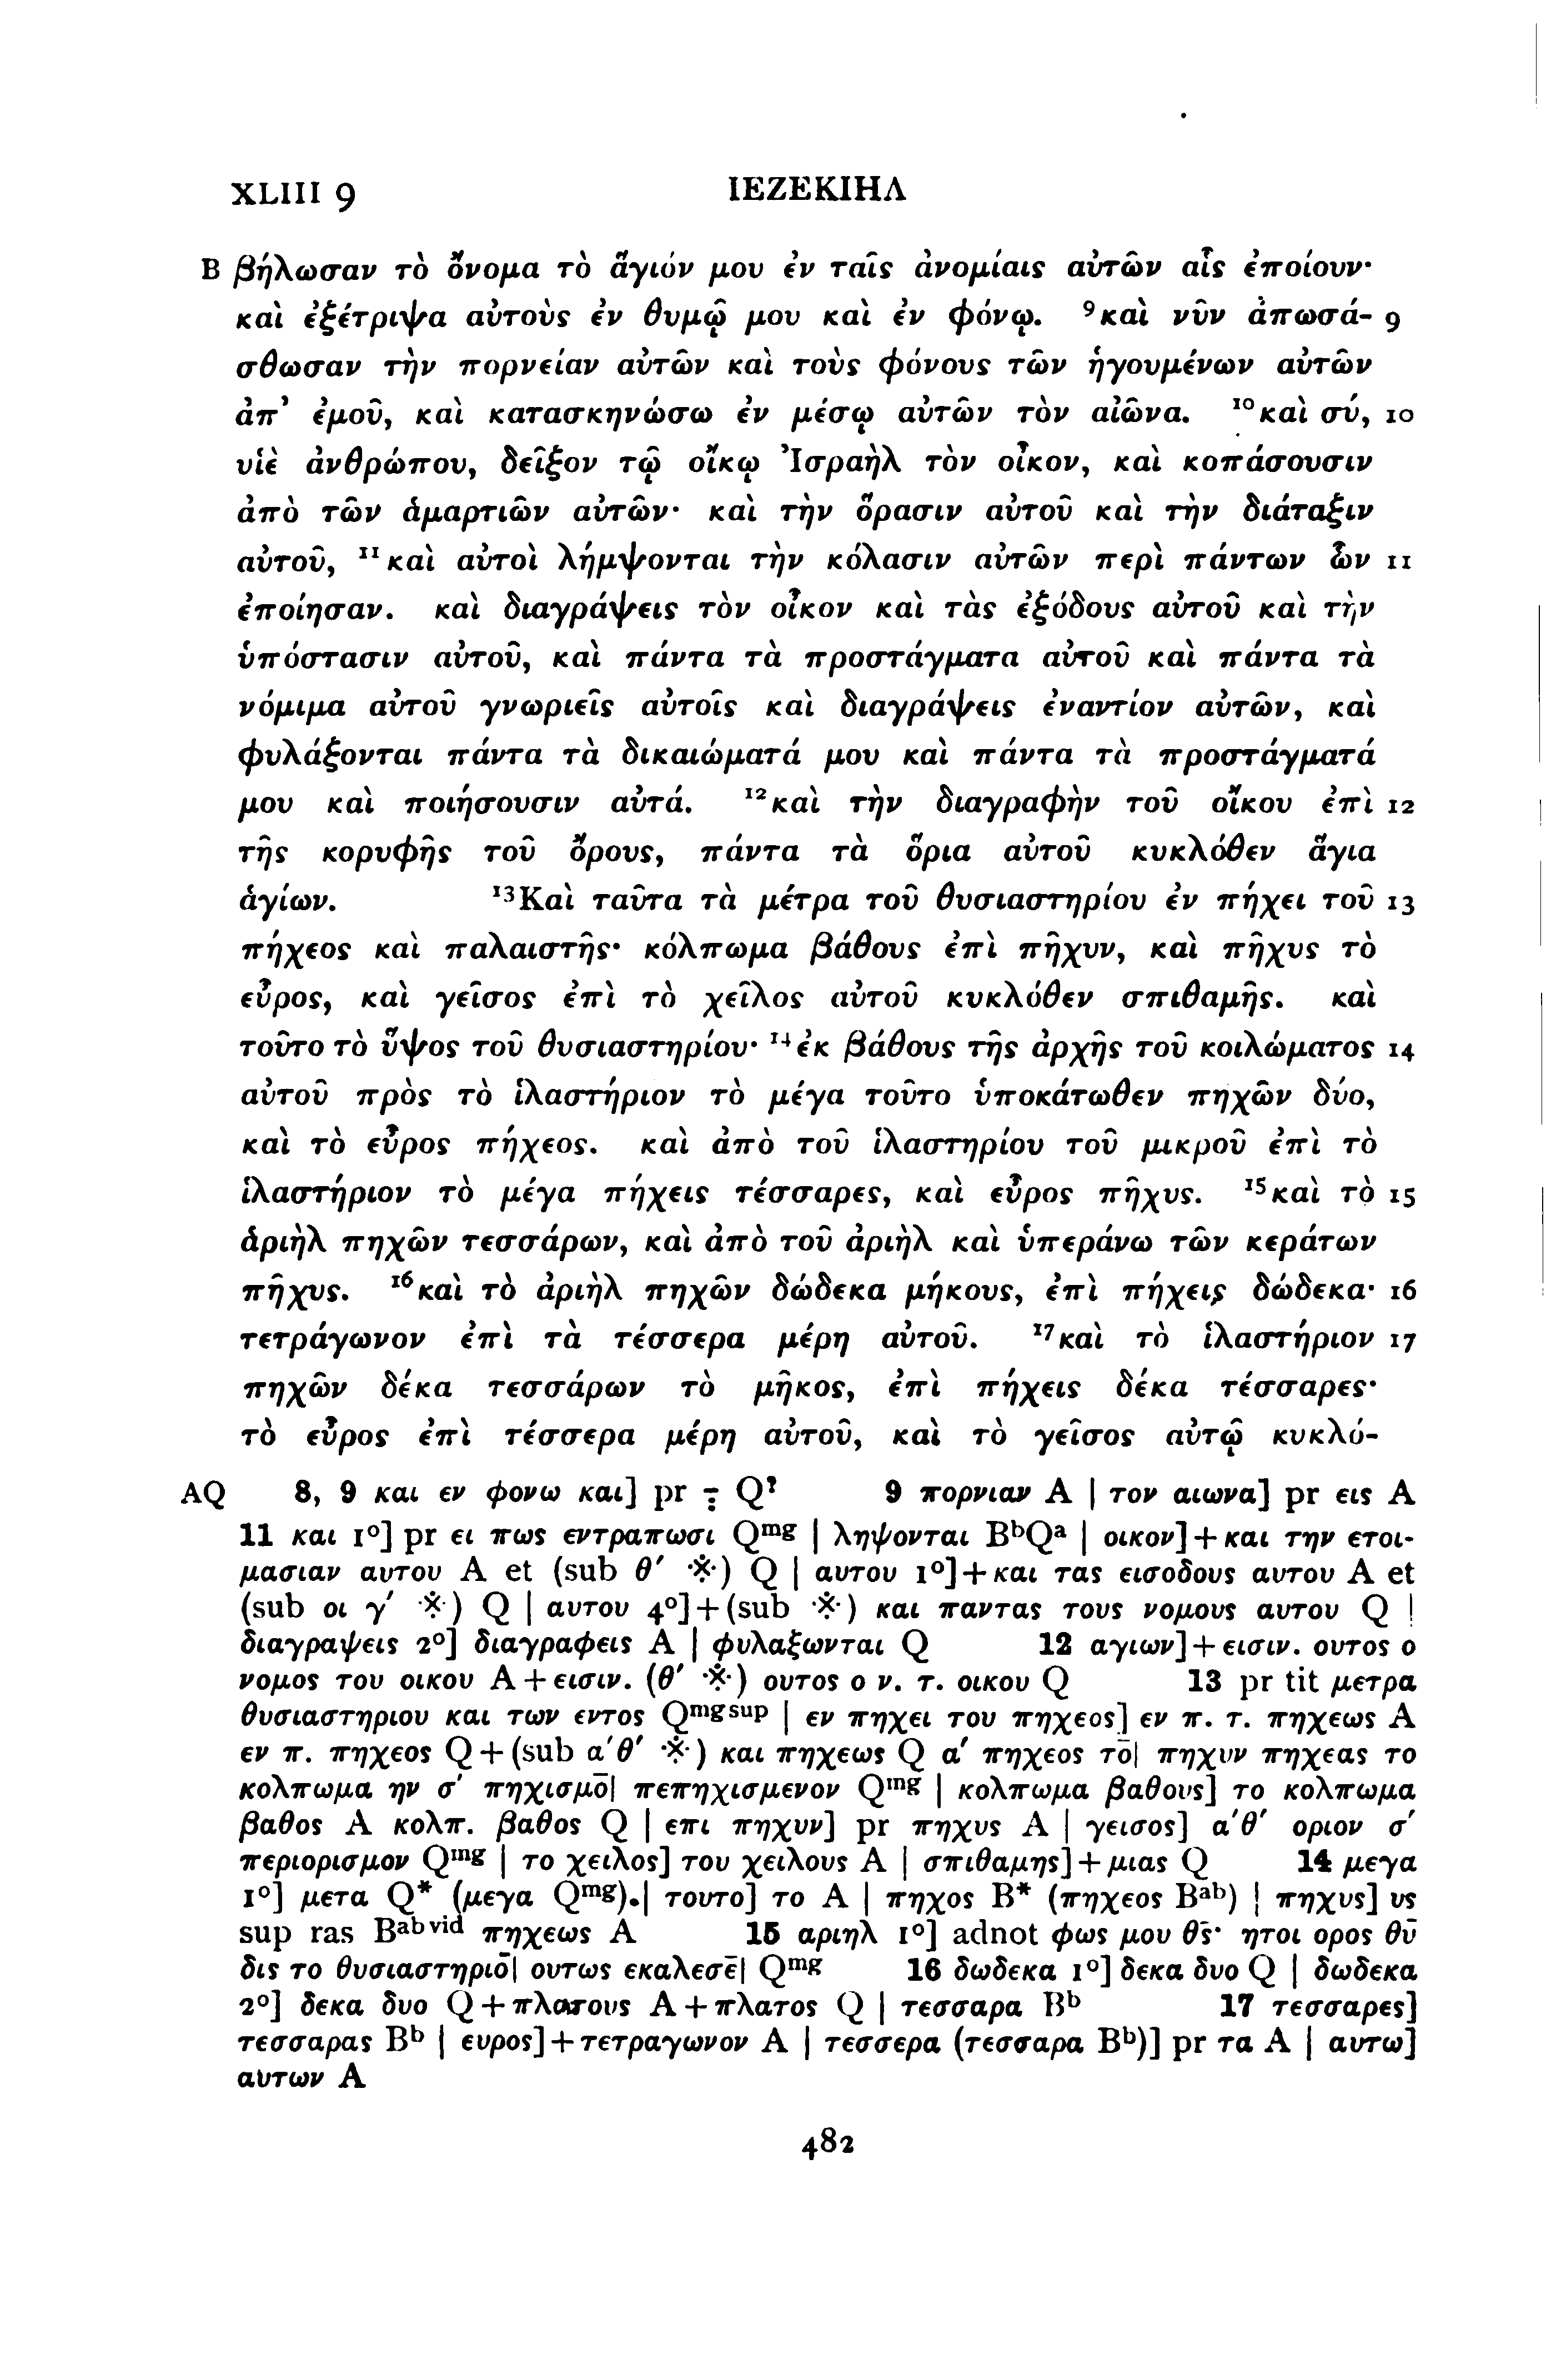 XLIII 9 ΙΕΖΕΚΙΗΛ
B βήλωσαν τὸ ὄνομα τὸ ἅγιόν μου ἐν ταῖς ἀνομίαις αὐτῶν αἷς ἐποίουν·
καὶ ἐξέτριψα αὐτοὺς ἐν θυμῷ μου καὶ ἐν φόνῳ. ⁹καὶ νῦν ἀπωσά- 9
σθωσαν τὴν πορνείαν αὐτῶν καὶ τοὺς φόνους τῶν ἡγουμένων αὐτῶν
ἀπ᾽ ἐμοῦ, καὶ κατασκηνώσω ἐν μέσῳ αὐτῶν τὸν αἰῶνα. ¹⁰καὶ σύ, 10
υἱὲ ἀνθρώπου, δεῖξον τῷ οἴκῳ Ἰσραὴλ τὸν οἶκον, καὶ κοπάσουσιν
ἀπὸ τῶν ἁμαρτιῶν αὐτῶν· καὶ τὴν ὅρασιν αὐτοῦ καὶ τὴν διάταξιν
αὐτοῦ, ¹¹καὶ αὐτοὶ λήμψονται τὴν κόλασιν αὐτῶν περὶ πάντων ὧν 11
ἐποίησαν. καὶ διαγράψεις τὸν οἶκον καὶ τὰς ἐξόδους αὐτοῦ καὶ τὴν
ὑπόστασιν αὐτοῦ, καὶ πάντα τὰ προστάγματα αὐτοῦ καὶ πάντα τὰ
νόμιμα αὐτοῦ γνωριεῖς αὐτοῖς καὶ διαγράψεις ἐναντίον αὐτῶν, καὶ
φυλάξονται πάντα τὰ δικαιώματά μου καὶ πάντα τὰ προστάγματά
μου καὶ ποιήσουσιν αὐτά. ¹²καὶ τὴν διαγραφὴν τοῦ οἴκου ἐπὶ 12
τῆς κορυφῆς τοῦ ὄρους, πάντα τὰ ὅρια αὐτοῦ κυκλόθεν ἅγια
ἁγίων. ¹³Καὶ ταῦτα τὰ μέτρα τοῦ θυσιαστηρίου ἐν πήχει τοῦ 13
πήχεος καὶ παλαιστῆς· κόλπωμα βάθους ἐπὶ πῆχυν, καὶ πῆχυς τὸ
εὖρος, καὶ γεῖσος ἐπὶ τὸ χεῖλος αὐτοῦ κυκλόθεν σπιθαμῆς. καὶ
τοῦτο τὸ ὕψος τοῦ θυσιαστηρίου· ¹⁴ἐκ βάθους τῆς ἀρχῆς τοῦ κοιλώματος 14
αὐτοῦ πρὸς τὸ ἱλαστήριον τὸ μέγα τοῦτο ὑποκάτωθεν πηχῶν δύο,
καὶ τὸ εὖρος πήχεος. καὶ ἀπὸ τοῦ ἱλαστηρίου τοῦ μικροῦ ἐπὶ τὸ
ἱλαστήριον τὸ μέγα πήχεις τέσσαρες, καὶ εὖρος πῆχυς. ¹⁵καὶ τὸ 15
ἁριὴλ πηχῶν τεσσάρων, καὶ ἀπὸ τοῦ ἀριὴλ καὶ ὑπεράνω τῶν κεράτων
πῆχυς. ¹⁶καὶ τὸ ἀριὴλ πηχῶν δώδεκα μήκους, ἐπὶ πήχεις δώδεκα· 16
τετράγωνον ἐπὶ τὰ τέσσερα μέρη αὐτοῦ. ¹⁷καὶ τὸ ἱλαστήριον 17
πηχῶν δέκα τεσσάρων τὸ μῆκος, ἐπὶ πήχεις δέκα τέσσαρες·
τὸ εὖρος ἐπὶ τέσσερα μέρη αὐτοῦ, καὶ τὸ γεῖσος αὐτῷ κυκλό-
AQ 8, 9 και εν φονω και] pr ÷ Q? 9 πορνιαν A | τον αιωνα] pr εις A
11 και 1°] pr ει πως εντραπωσι Qᵐᵍ | ληψονται BᵇQᵃ | οικον]+και την ετοι-
μασιαν αυτου A et (sub θ′ ※) Q | αυτου 1°]+και τας εισοδους αυτου A et
(sub οι γ′ ※) Q | αυτου 4°]+(sub ※) και παντας τους νομους αυτου Q |
διαγραψεις 2°] διαγραφεις A | φυλαξωνται Q 12 αγιων]+εισιν. ουτος ο
νομος του οικου A+εισιν. (θ′ ※) ουτος ο ν. τ. οικου Q 13 pr tit μετρα
θυσιαστηριου και των εντος Qᵐᵍ ˢᵘᵖ | εν πηχει του πηχεος] εν π. τ. πηχεως A
εν π. πηχεος Q+(sub α′θ′ ※) και πηχεως Q α′ πηχεος το̄| πηχυν πηχεας το
κολπωμα ην σ′ πηχισμο̄| πεπηχισμενον Qᵐᵍ | κολπωμα βαθους] το κολπωμα
βαθος A κολπ. βαθος Q | επι πηχυν] pr πηχυς A | γεισος] α′θ′ οριον σ′
περιορισμον Qᵐᵍ | το χειλος] του χειλους A | σπιθαμης]+μιας Q 14 μεγα
1°] μετα Q* (μεγα Qᵐᵍ).| τουτο] το A | πηχος B* (πηχεος Bᵃᵇ) | πηχυς] υς
sup ras Bᵃᵇ ᵛⁱᵈ πηχεως A 15 αριηλ 1°] adnot φως μου θ̄ς· ητοι ορος θ̄υ
δις το θυσιαστηριο̄| ουτως εκαλεσε̄| Qᵐᵍ 16 δωδεκα 1°] δεκα δυο Q | δωδεκα
2°] δεκα δυο Q+πλατους A+πλατος Q | τεσσαρα Bᵇ 17 τεσσαρες]
τεσσαρας Bᵇ | ευρος]+τετραγωνον A | τεσσερα (τεσσαρα Bᵇ)] pr τα A | αυτω]
αυτων A
482